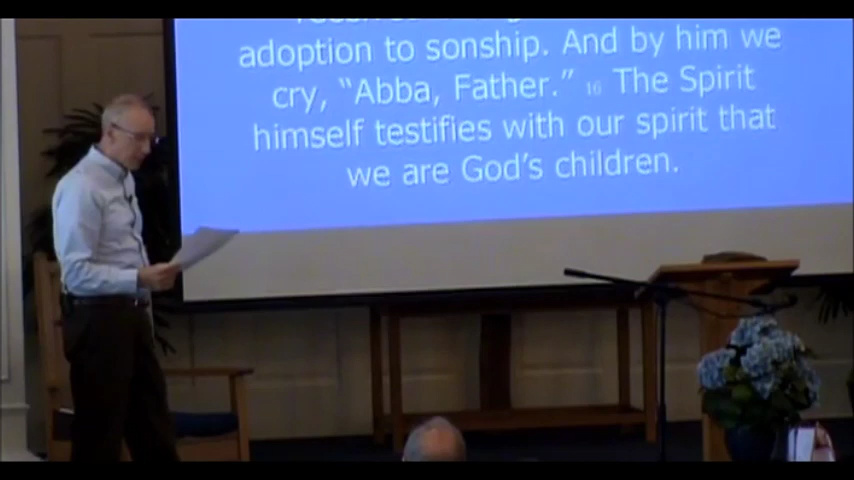 adoption to sonship. And by him we
cry, “Abba, Father.” 16 The Spirit
himself testifies with our spirit that
we are God’s children.